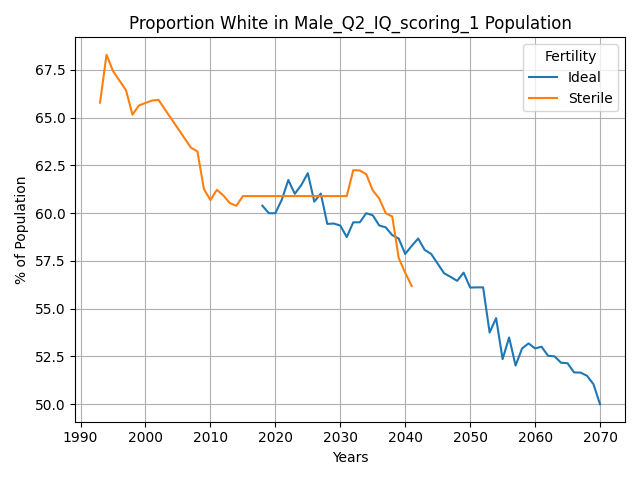 Proportion White in Male_Q2_IQ_scoring_1 Population
Fertility
Ideal
Sterile
% of Population
67.5
65.0
62.5
60.0
57.5
55.0
52.5
50.0
1990 2000 2010 2020 2030 2040 2050 2060 2070
Years